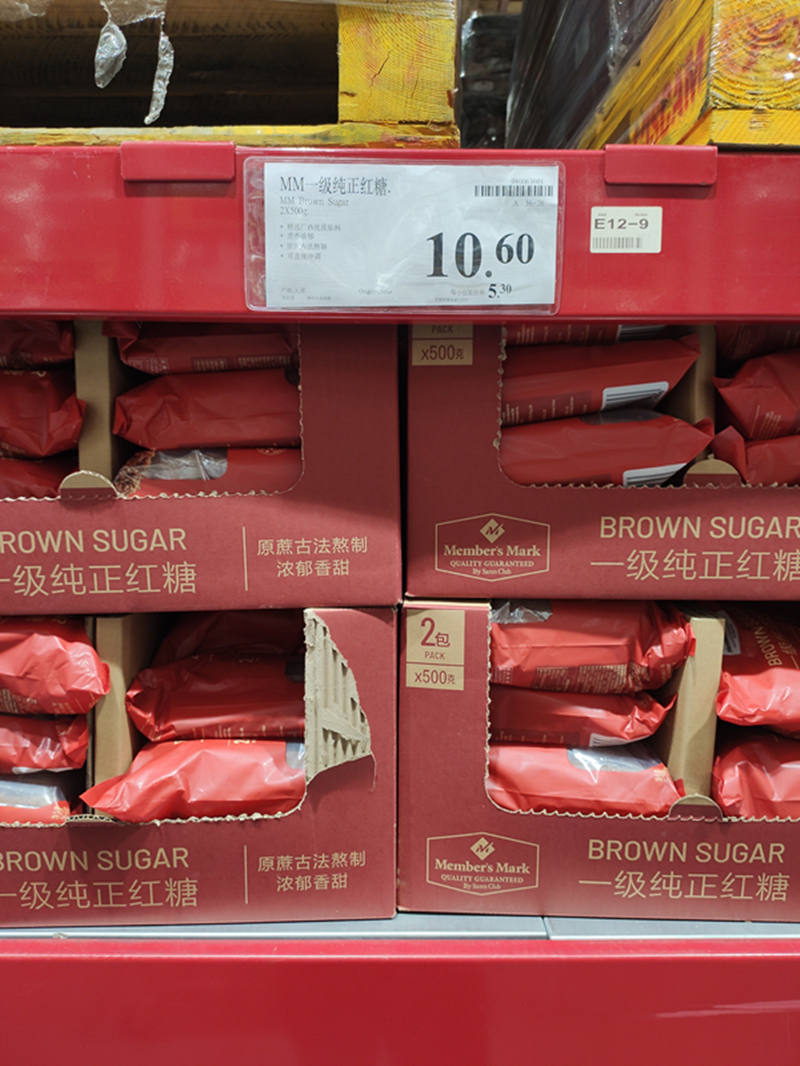 MM一级纯正红糖.
MM Brown Sugar
2X500g
10.60
5.30
E12-9
PACK
x500克
BROWN SUGAR
一级纯正红糖
原蔗古法熬制
浓郁香甜
Member's Mark
QUALITY GUARANTEED
By Sam's Club
BROWN SUGAR
一级纯正红糖
2包
PACK
x500克
BROWN SUGAR
一级纯正红糖
原蔗古法熬制
浓郁香甜
Member's Mark
QUALITY GUARANTEED
By Sam's Club
BROWN SUGAR
一级纯正红糖